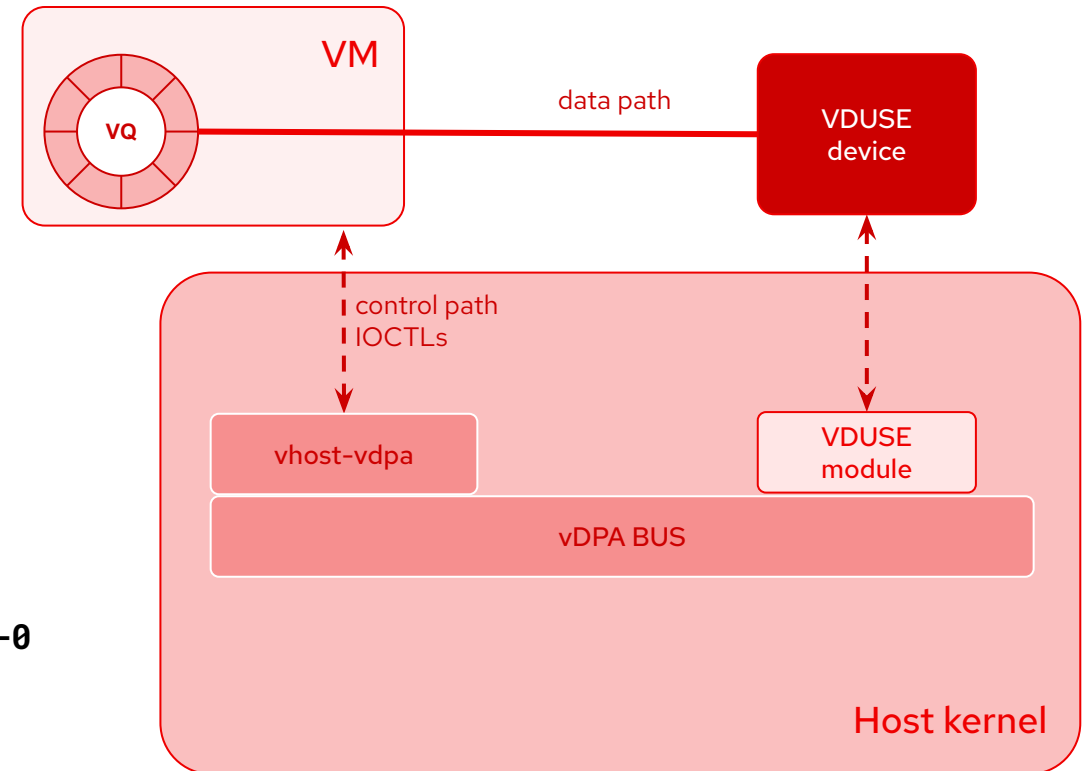 VM
VQ
data path
VDUSE
device
control path
IOCTLs
vhost-vdpa
VDUSE
module
vDPA BUS
-0
Host kernel